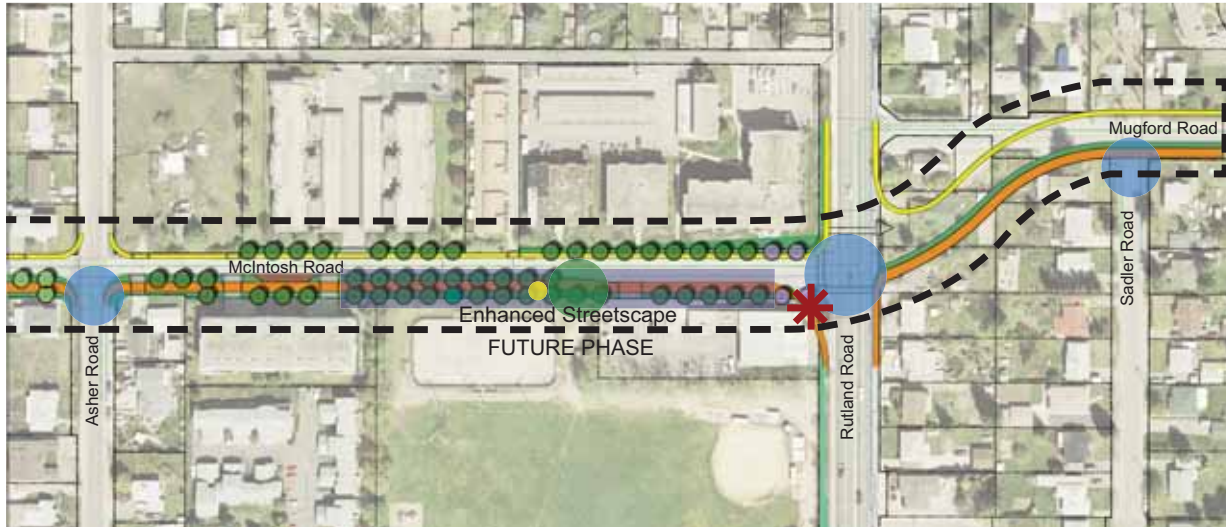 Mugford Road
McIntosh Road
Enhanced Streetscape
FUTURE PHASE
Asher Road
Rutland Road
Sadler Road